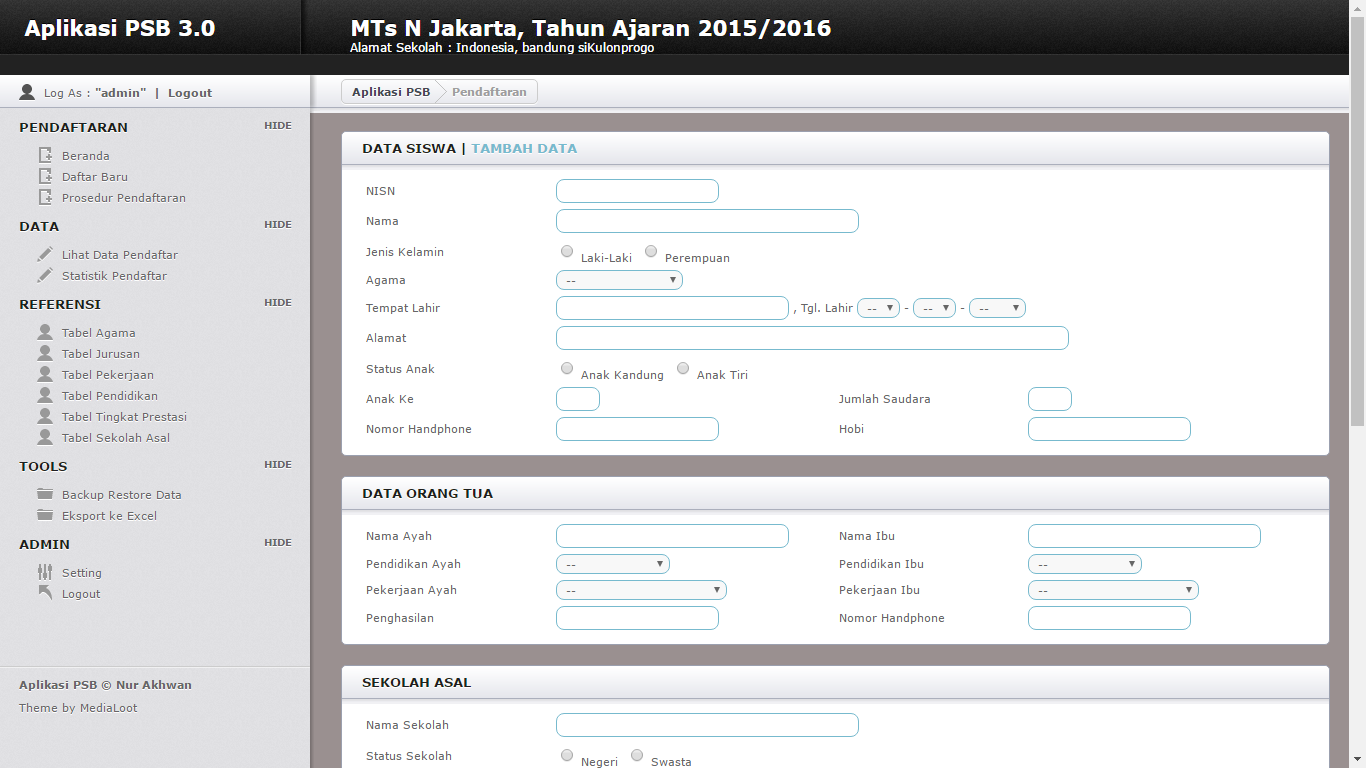 Aplikasi PSB 3.0
MTs N Jakarta, Tahun Ajaran 2015/2016
Alamat Sekolah : Indonesia, bandung siKulonprogo
Log As : "admin" | Logout
Aplikasi PSB
Pendaftaran
PENDAFTARAN HIDE
Beranda
Daftar Baru
Prosedur Pendaftaran
DATA HIDE
Lihat Data Pendaftar
Statistik Pendaftar
REFERENSI HIDE
Tabel Agama
Tabel Jurusan
Tabel Pekerjaan
Tabel Pendidikan
Tabel Tingkat Prestasi
Tabel Sekolah Asal
TOOLS HIDE
Backup Restore Data
Eksport ke Excel
ADMIN HIDE
Setting
Logout
Aplikasi PSB © Nur Akhwan
Theme by MediaLoot
DATA SISWA | TAMBAH DATA
NISN
Nama
Jenis Kelamin Laki-Laki Perempuan
Agama --
Tempat Lahir , Tgl. Lahir -- - -- - --
Alamat
Status Anak Anak Kandung Anak Tiri
Anak Ke Jumlah Saudara
Nomor Handphone Hobi
DATA ORANG TUA
Nama Ayah Nama Ibu
Pendidikan Ayah -- Pendidikan Ibu --
Pekerjaan Ayah -- Pekerjaan Ibu --
Penghasilan Nomor Handphone
SEKOLAH ASAL
Nama Sekolah
Status Sekolah Negeri Swasta